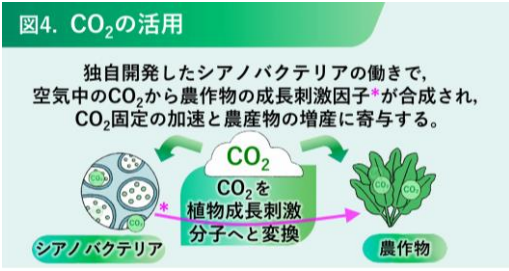 図4. CO₂の活用
独自開発したシアノバクテリアの働きで,
空気中のCO₂から農作物の成長刺激因子*が合成され,
CO₂固定の加速と農産物の増産に寄与する。
CO₂
CO₂を
植物成長刺激
分子へと変換
CO₂
CO₂
*
シアノバクテリア
CO₂
CO₂
農作物